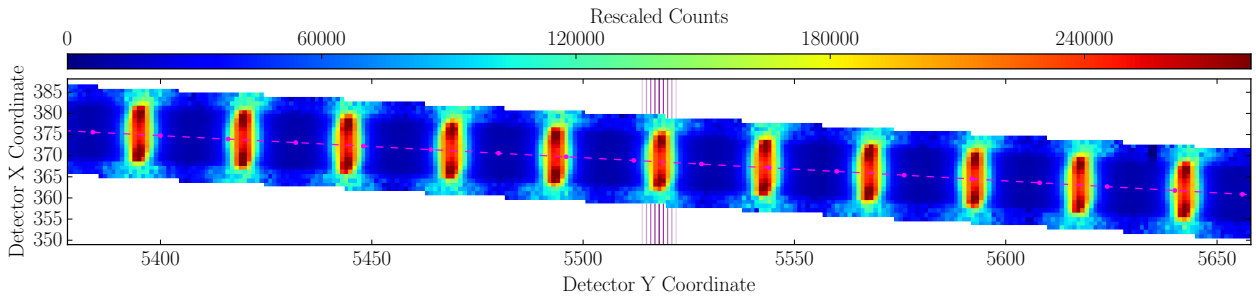 Rescaled Counts
0 60000 120000 180000 240000
Detector X Coordinate
385
380
375
370
365
360
355
350
5400 5450 5500 5550 5600 5650
Detector Y Coordinate